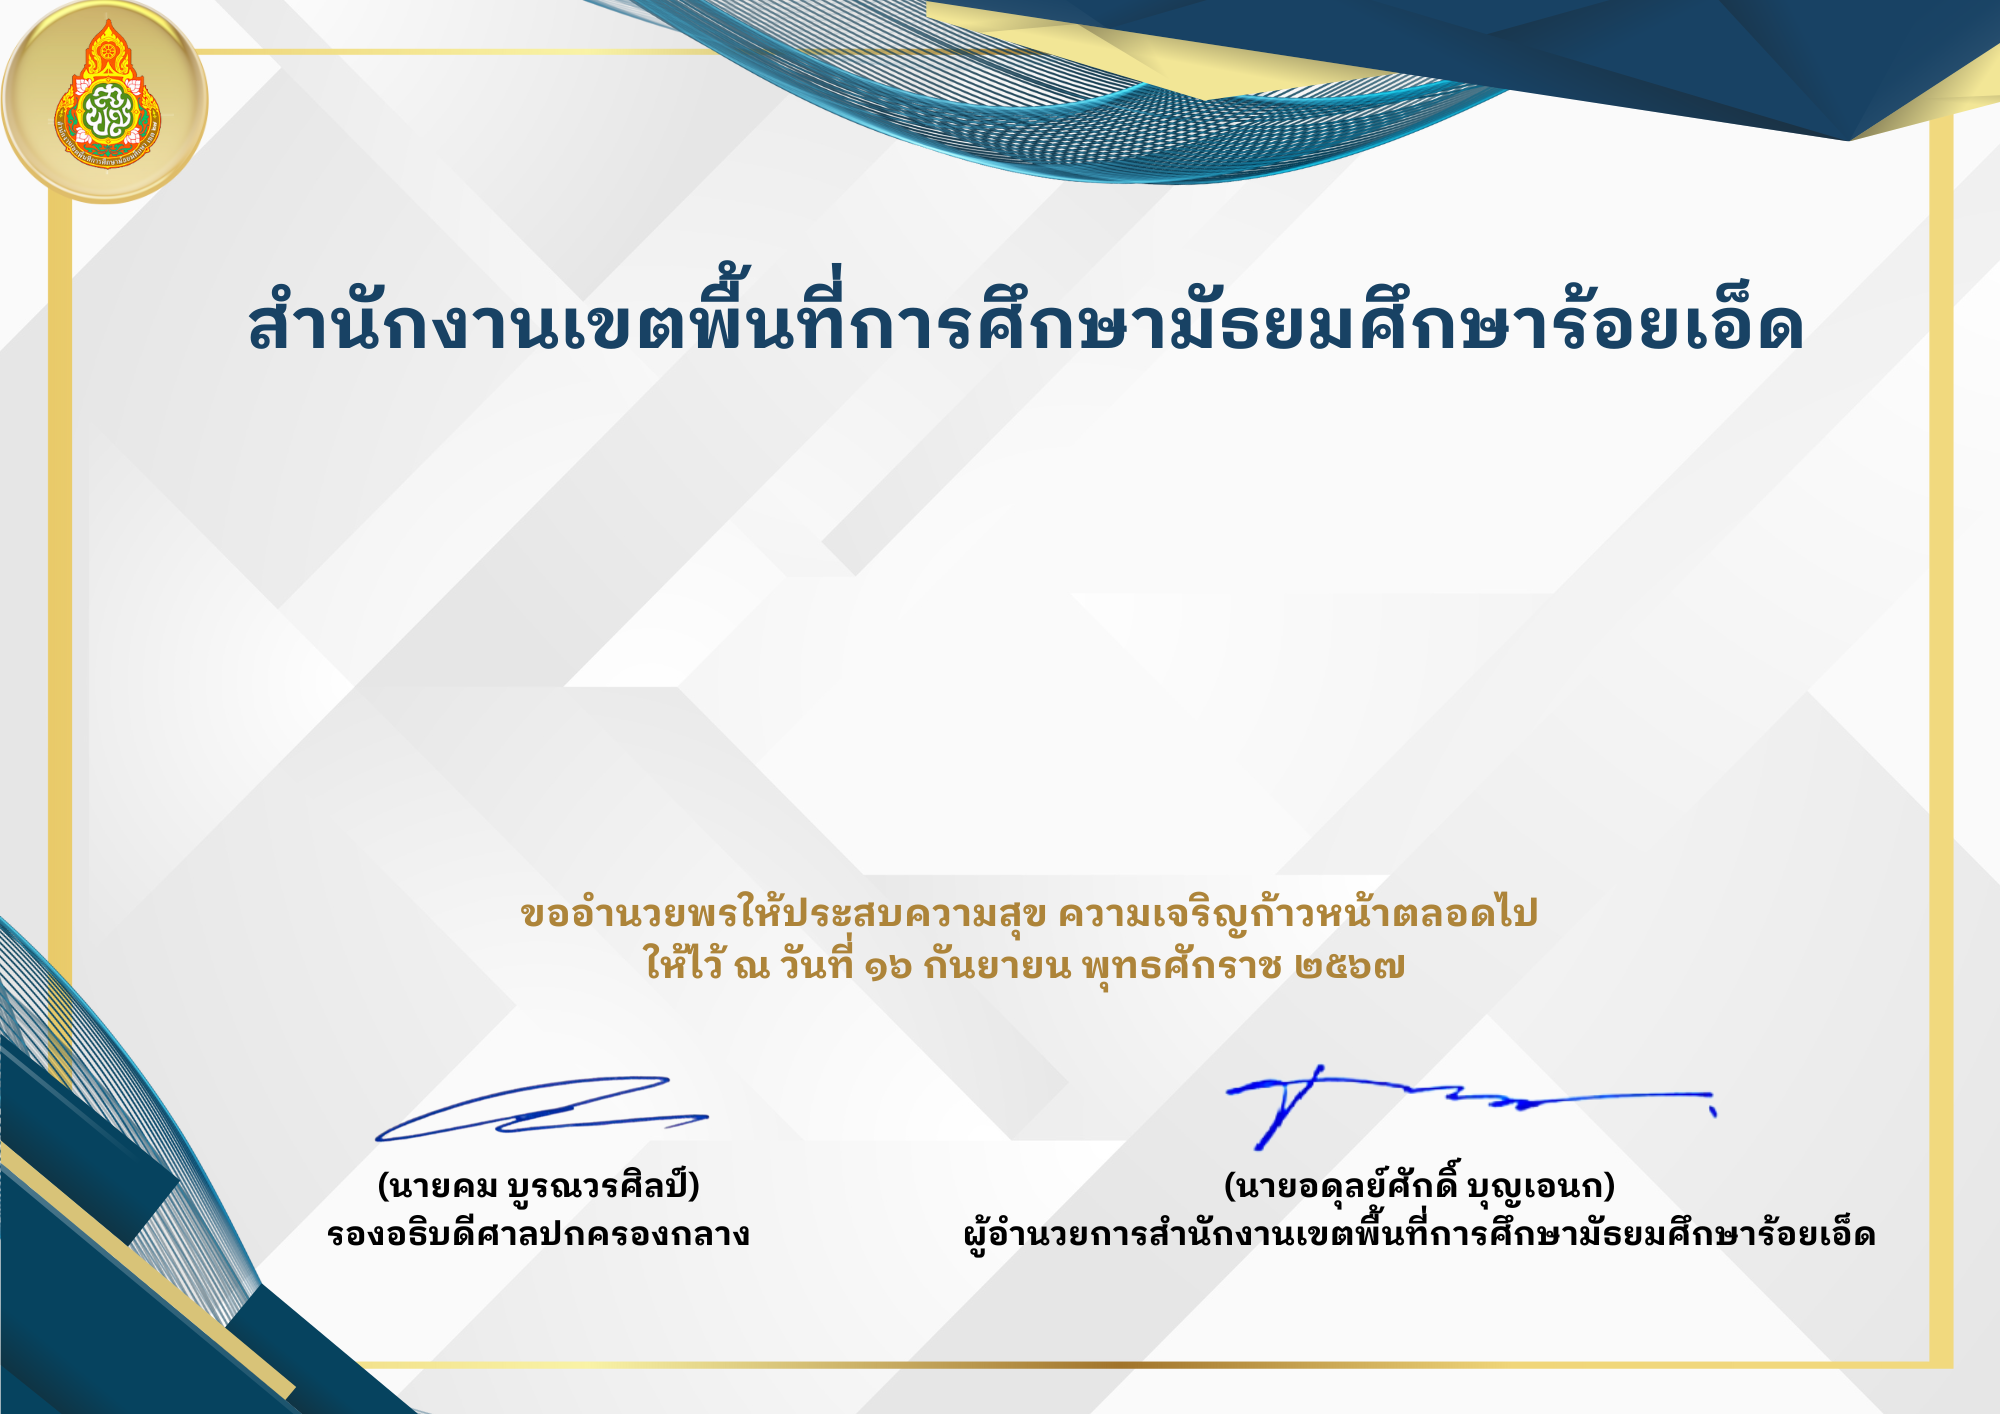 สำนักงานเขตพื้นที่การศึกษามัธยมศึกษาร้อยเอ็ด
ขออำนวยพรให้ประสบความสุข ความเจริญก้าวหน้าตลอดไป
ให้ไว้ ณ วันที่ ๑๖ กันยายน พุทธศักราช ๒๕๖๗
(นายคม บูรณวรศิลป์)
รองอธิบดีศาลปกครองกลาง
(นายอดุลย์ศักดิ์ บุญเอนก)
ผู้อำนวยการสำนักงานเขตพื้นที่การศึกษามัธยมศึกษาร้อยเอ็ด